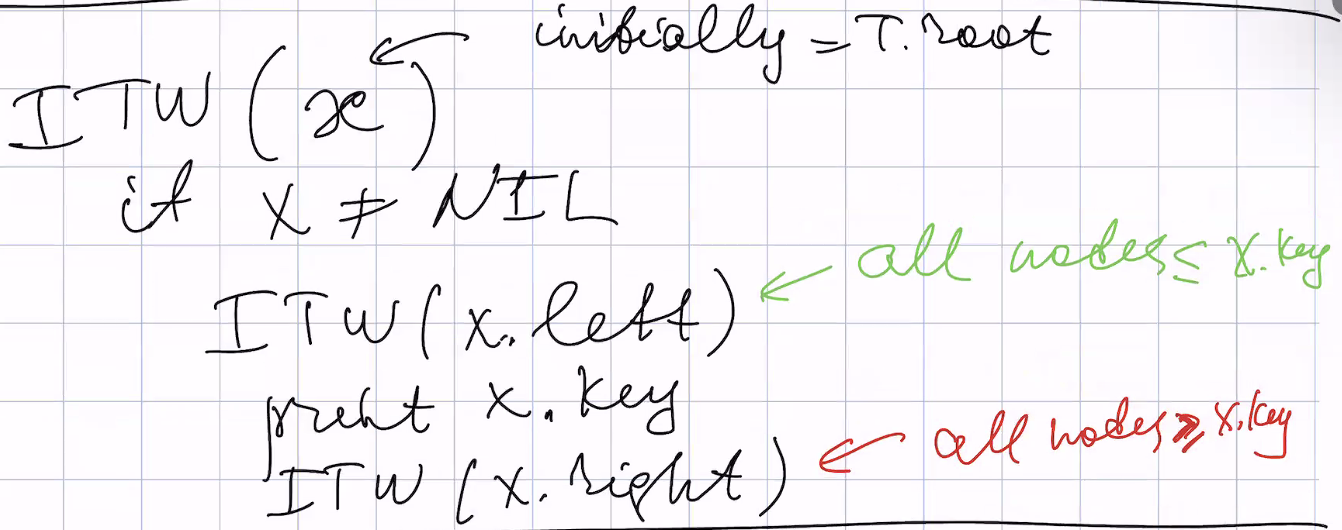 initially = T.root
ITW (x)
if x ≠ NIL
all nodes ≤ x.key
ITW (x.left)
print x.key
all nodes ≥ x.key
ITW (x.right)